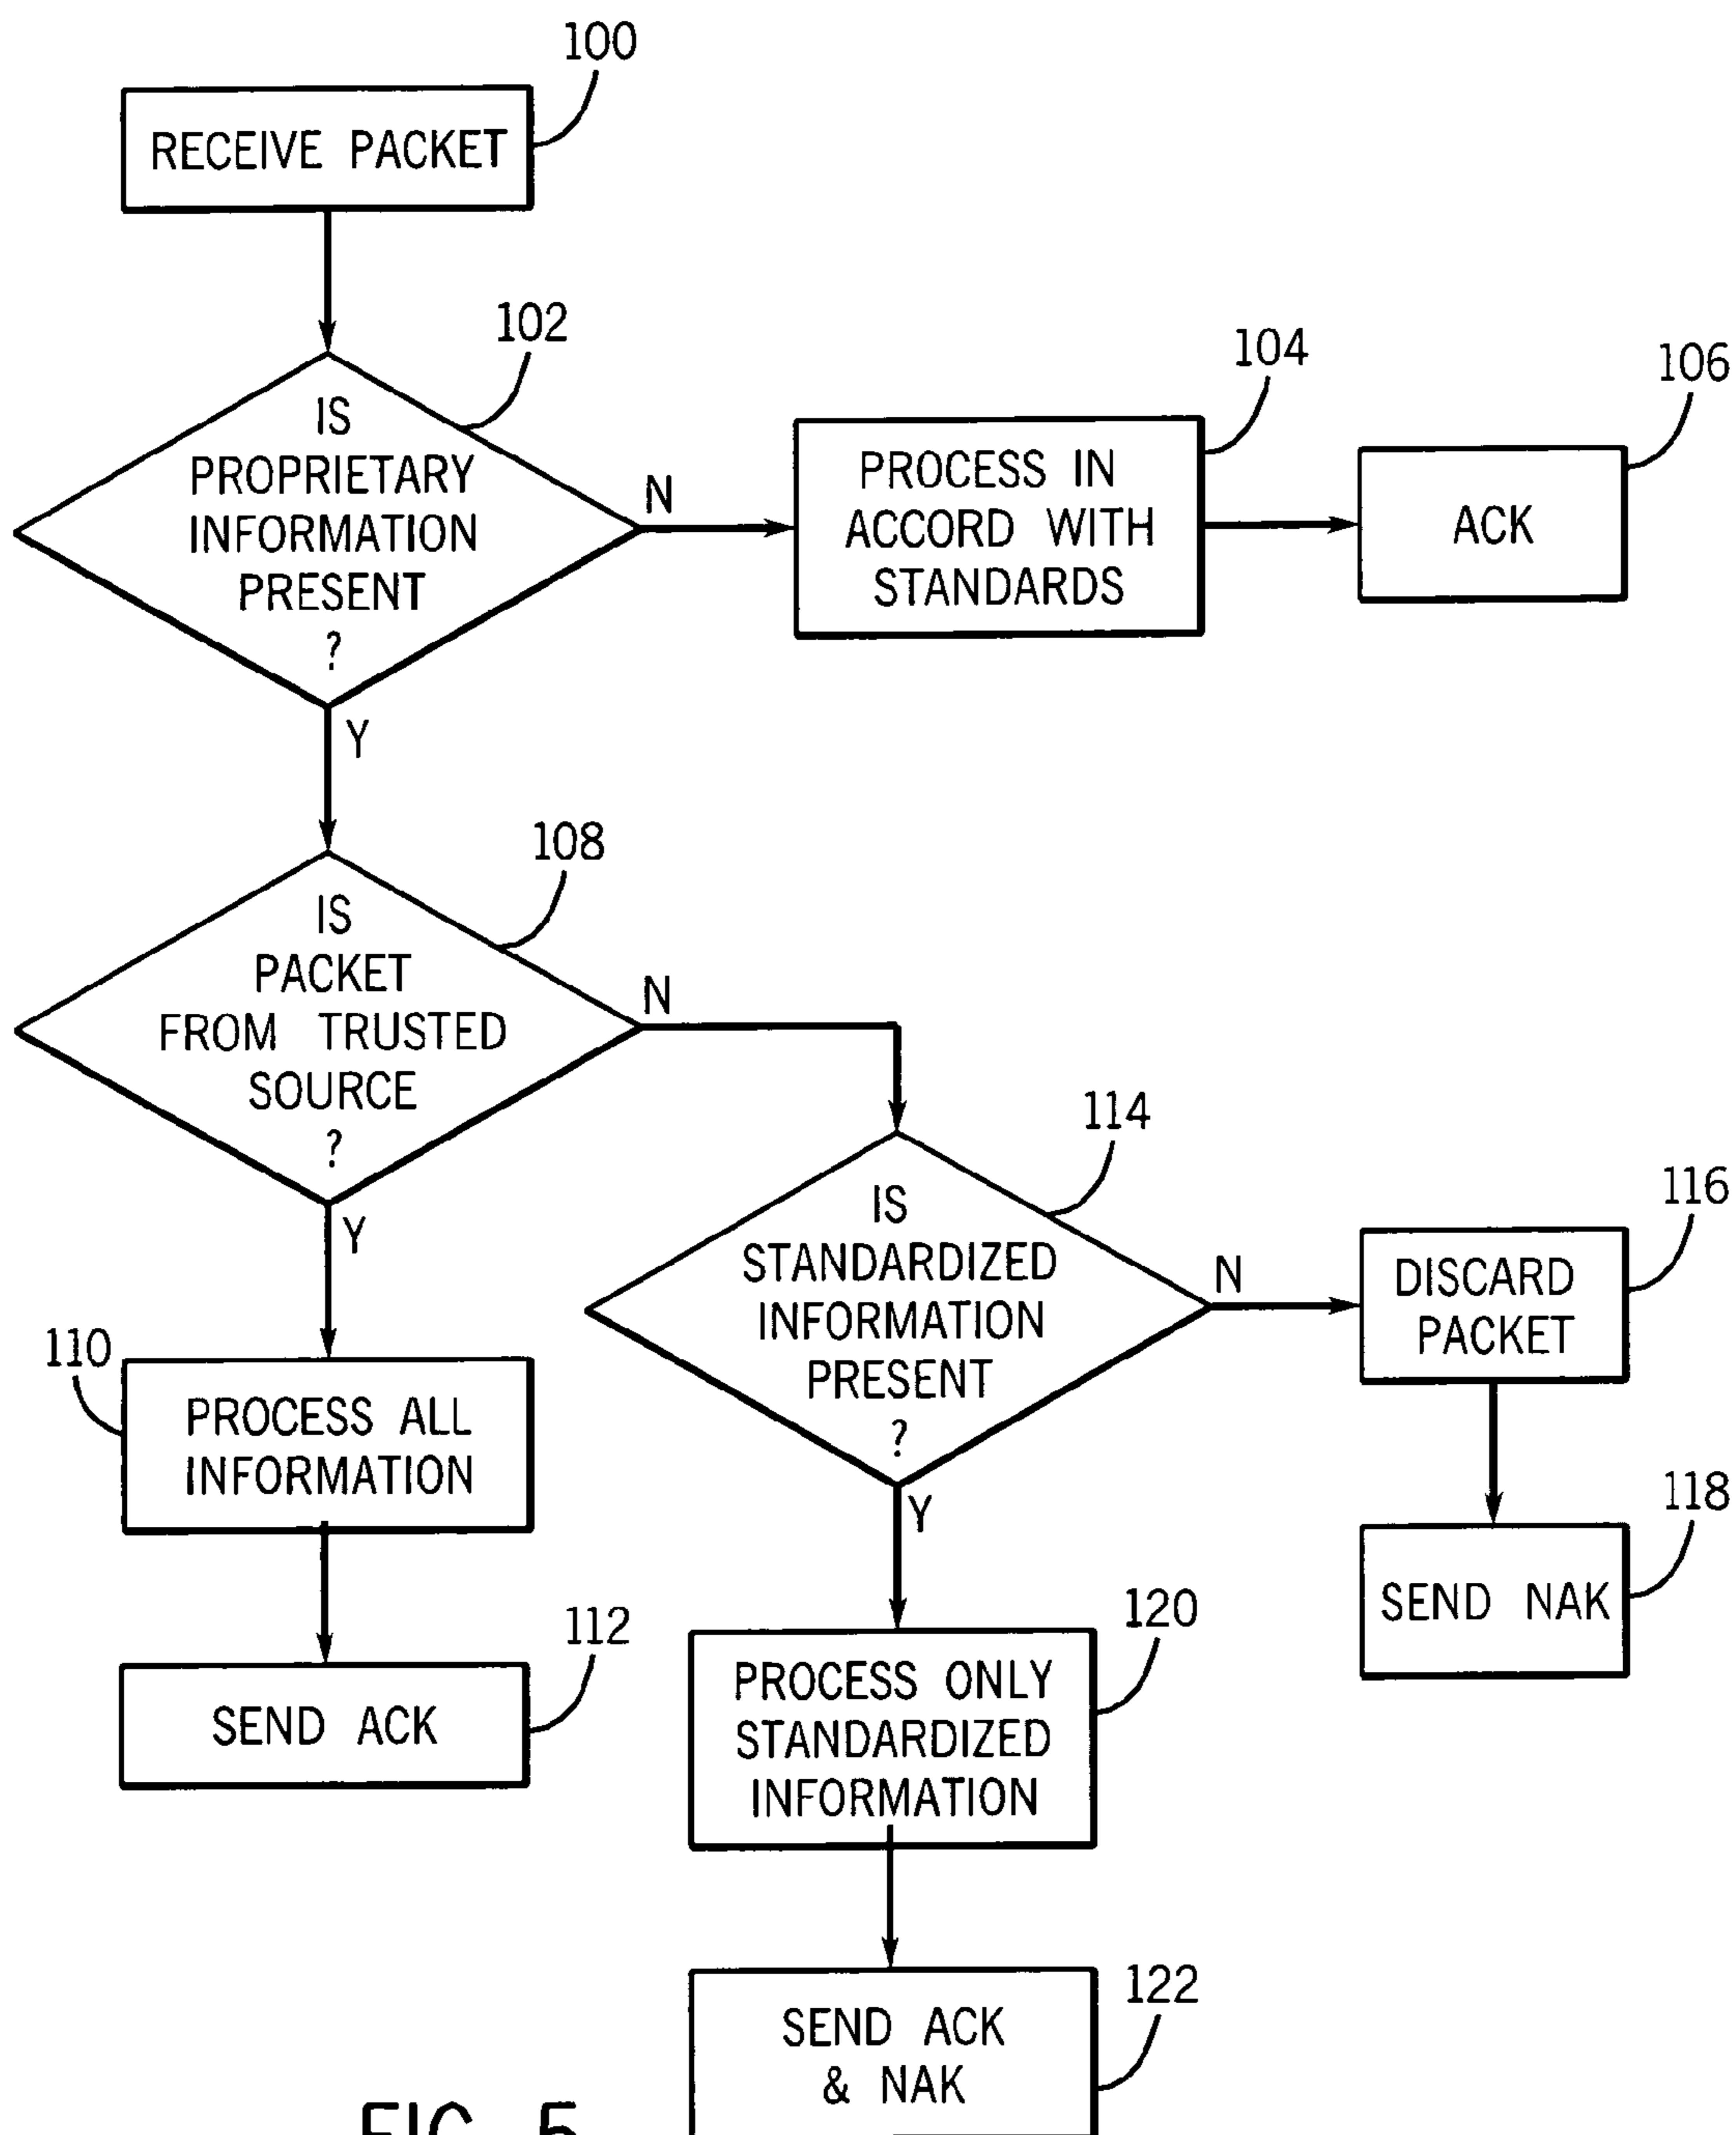 100
RECEIVE PACKET
102
IS
PROPRIETARY
INFORMATION
PRESENT
?
N
Y
104
PROCESS IN
ACCORD WITH
STANDARDS
106
ACK
108
IS
PACKET
FROM TRUSTED
SOURCE
?
N
Y
110
PROCESS ALL
INFORMATION
112
SEND ACK
114
IS
STANDARDIZED
INFORMATION
PRESENT
?
N
Y
116
DISCARD
PACKET
118
SEND NAK
120
PROCESS ONLY
STANDARDIZED
INFORMATION
122
SEND ACK
& NAK
FIG. 5